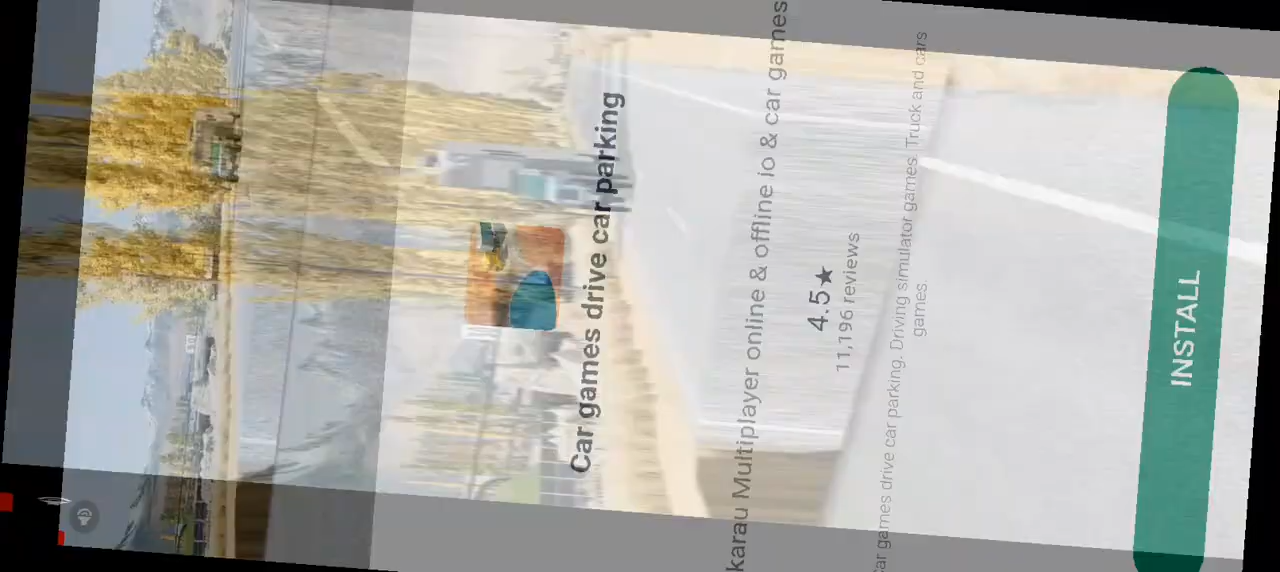 Car games drive car parking
karau Multiplayer online & offline io & car games
4.5★
11,196 reviews
ar games drive car parking. Driving simulator games. Truck and cars
games.
INSTALL